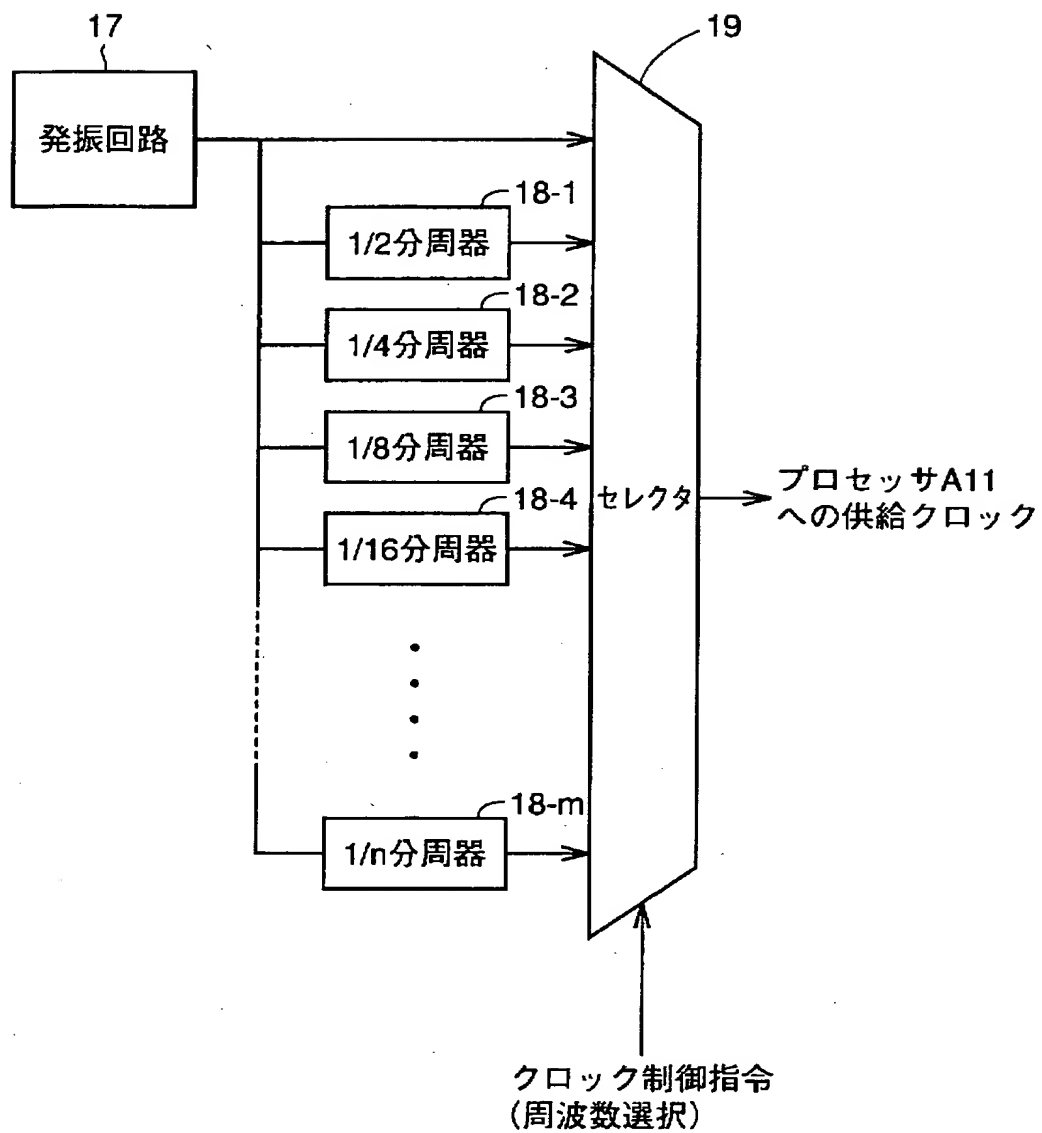 17
19
発振回路
18-1
1/2分周器
18-2
1/4分周器
18-3
1/8分周器
18-4
セレクタ
プロセッサA11
への供給クロック
1/16分周器
18-m
1/n分周器
クロック制御指令
(周波数選択)